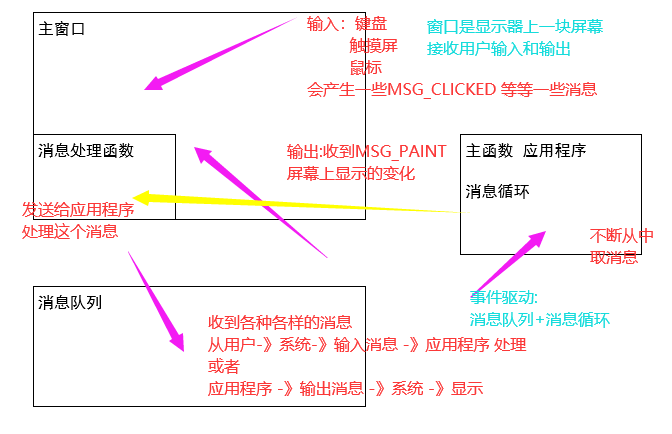 主窗口
输入：键盘
触摸屏
鼠标
会产生一些MSG_CLICKED 等等一些消息
窗口是显示器上一块屏幕
接收用户输入和输出
消息处理函数
输出:收到MSG_PAINT
屏幕上显示的变化
主函数 应用程序
消息循环
发送给应用程序
处理这个消息
不断从中
取消息
消息队列
收到各种各样的消息
从用户-》系统-》输入消息 -》应用程序 处理
或者
应用程序 -》输出消息 -》系统 -》显示
事件驱动:
消息队列+消息循环